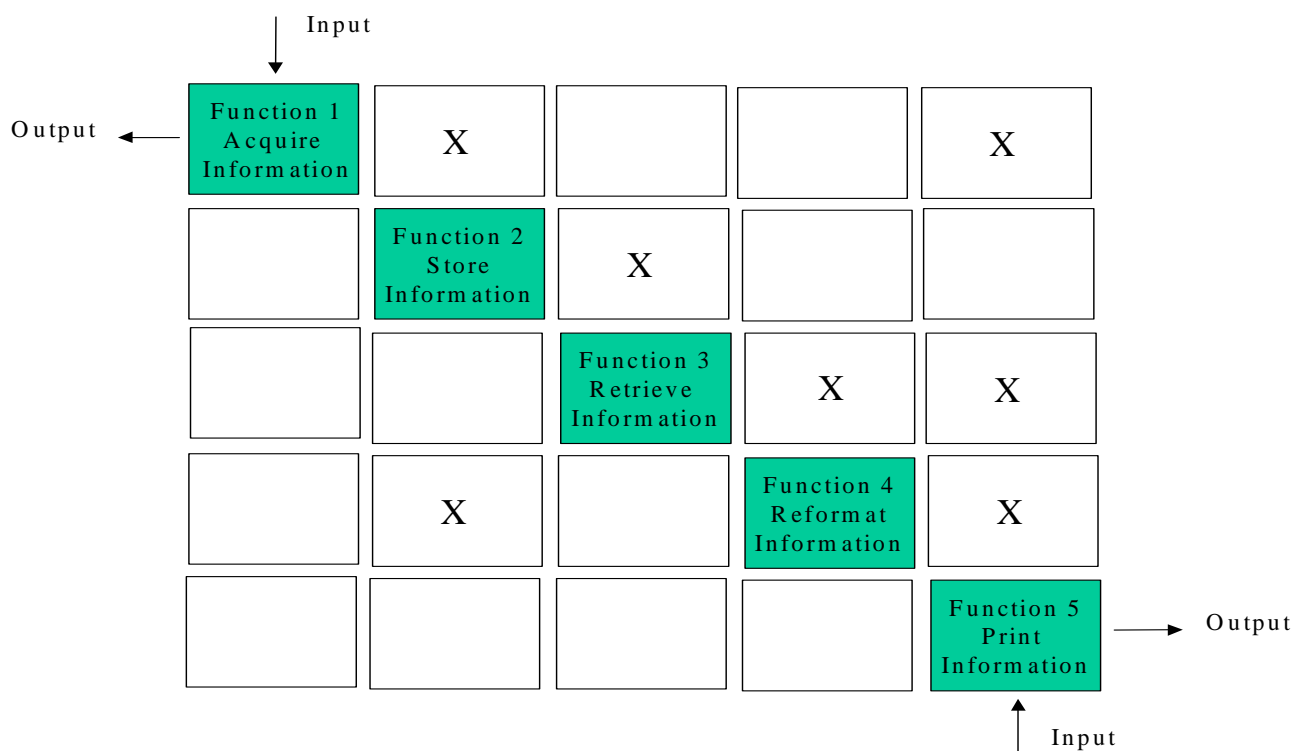 Input
Output
Function 1
Acquire
Information
X
X
Function 2
Store
Information
X
Function 3
Retrieve
Information
X
X
X
Function 4
Reformat
Information
X
Function 5
Print
Information
Output
Input